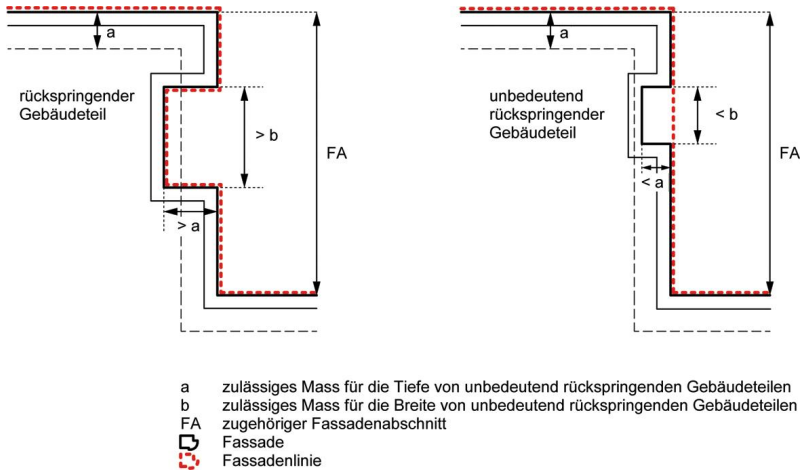 a
rückspringender
Gebäudeteil
> b
FA
> a
a
unbedeutend
rückspringender
Gebäudeteil
< b
FA
< a
a zulässiges Mass für die Tiefe von unbedeutend rückspringenden Gebäudeteilen
b zulässiges Mass für die Breite von unbedeutend rückspringenden Gebäudeteilen
FA zugehöriger Fassadenabschnitt
Fassade
Fassadenlinie